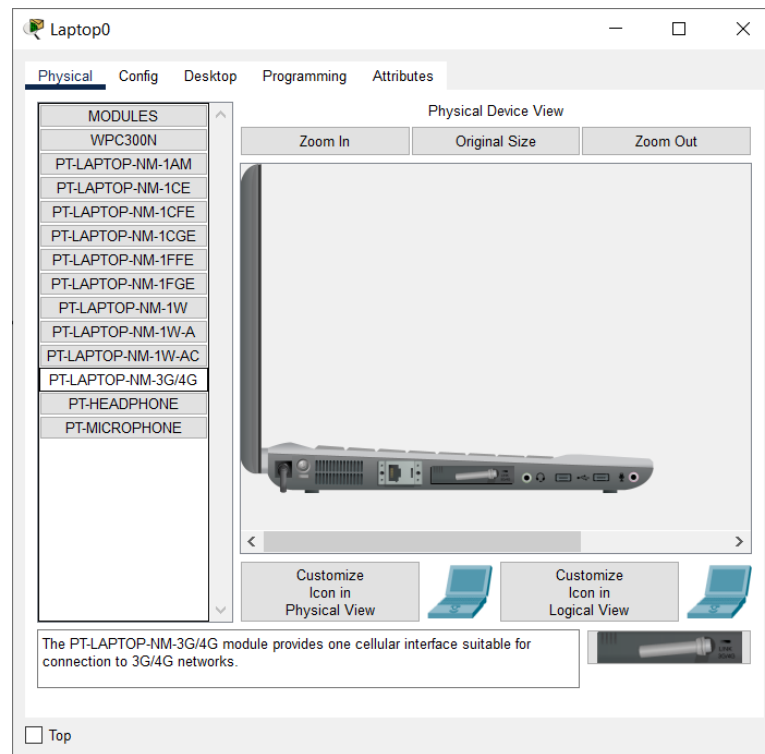 Laptop0
Physical Config Desktop Programming Attributes
MODULES
WPC300N
PT-LAPTOP-NM-1AM
PT-LAPTOP-NM-1CE
PT-LAPTOP-NM-1CFE
PT-LAPTOP-NM-1CGE
PT-LAPTOP-NM-1FFE
PT-LAPTOP-NM-1FGE
PT-LAPTOP-NM-1W
PT-LAPTOP-NM-1W-A
PT-LAPTOP-NM-1W-AC
PT-LAPTOP-NM-3G/4G
PT-HEADPHONE
PT-MICROPHONE
Physical Device View
Zoom In Original Size Zoom Out
Customize
Icon in
Physical View
Customize
Icon in
Logical View
The PT-LAPTOP-NM-3G/4G module provides one cellular interface suitable for
connection to 3G/4G networks.
LINK
3G/4G
Top